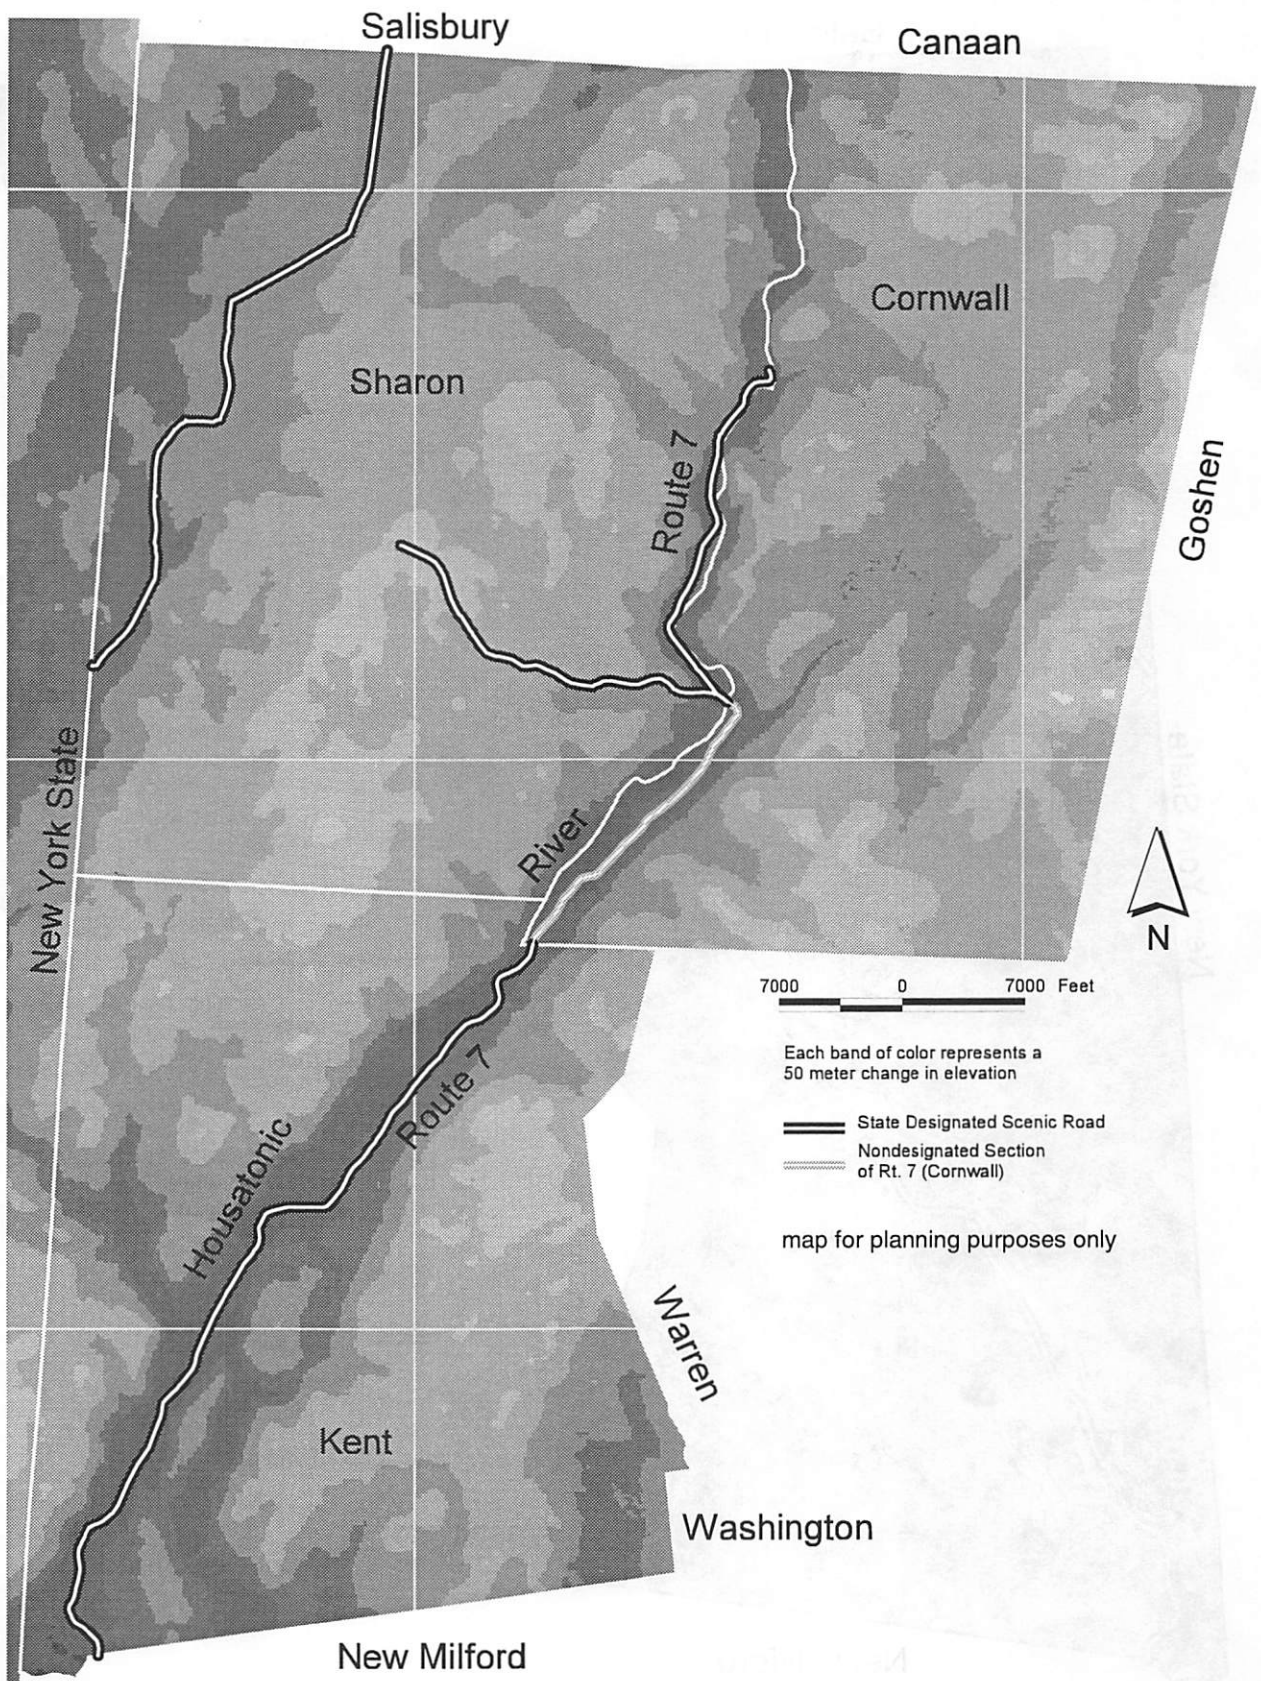 Salisbury
Canaan
Cornwall
Sharon
Route 7
Goshen
New York State
River
N
7000 0 7000 Feet
Each band of color represents a
50 meter change in elevation
State Designated Scenic Road
Nondesignated Section
of Rt. 7 (Cornwall)
map for planning purposes only
Route 7
Housatonic
Warren
Kent
Washington
New Milford